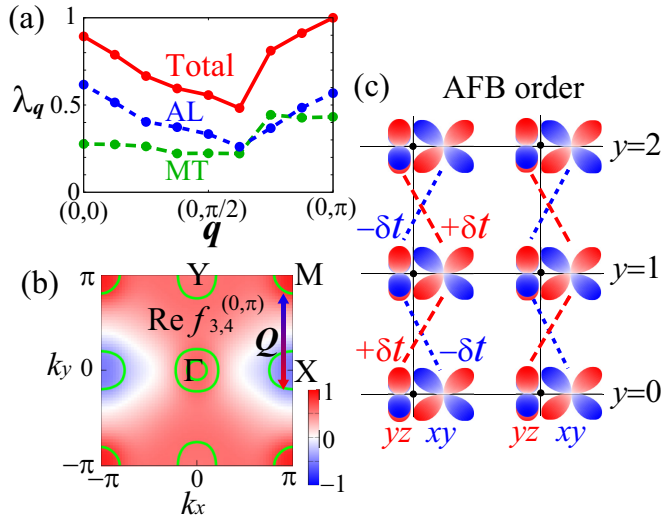 (a)
1
0.5
0
λq
Total
AL
MT
(0,0)
(0,π/2)
(0,π)
q
(b)
π
ky 0
−π
Y
M
Re f3,4(0,π)
Q
Γ
X
1
0
−1
−π
0
π
kx
(c)
AFB order
y=2
−δt
+δt
y=1
+δt
−δt
y=0
yz xy yz xy